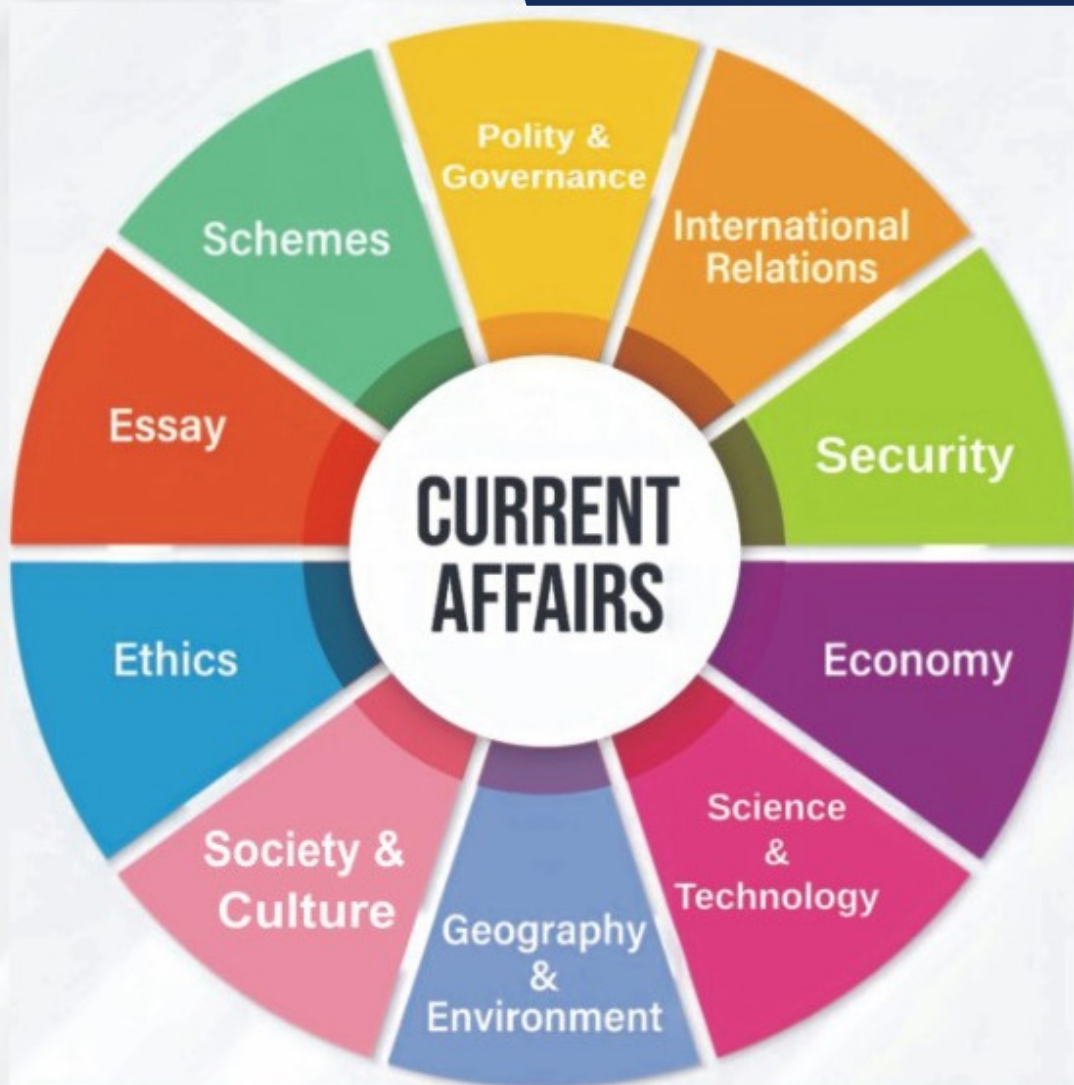 Polity &
Governance
International
Relations
Security
Economy
Science
&
Technology
Geography
&
Environment
Society &
Culture
Ethics
Essay
Schemes
CURRENT
AFFAIRS